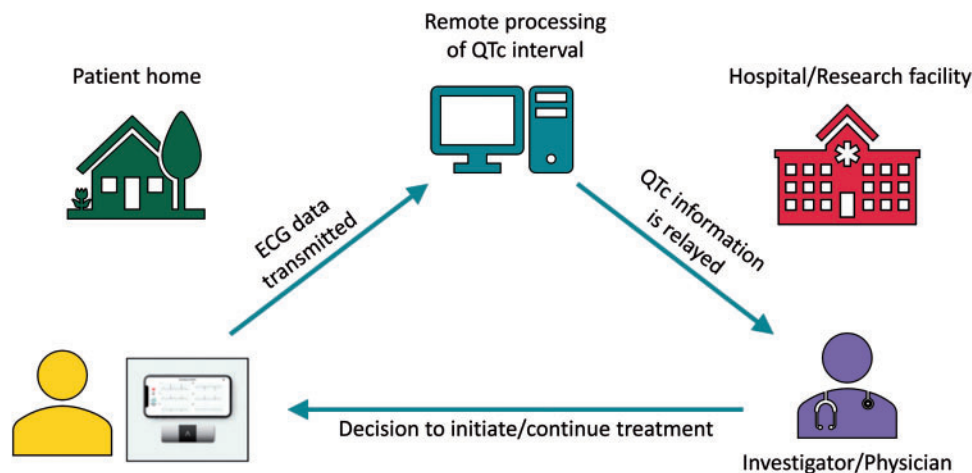 Remote processing
of QTc interval
Patient home
Hospital/Research facility
ECG data
transmitted
QTc information
is relayed
Decision to initiate/continue treatment
Investigator/Physician